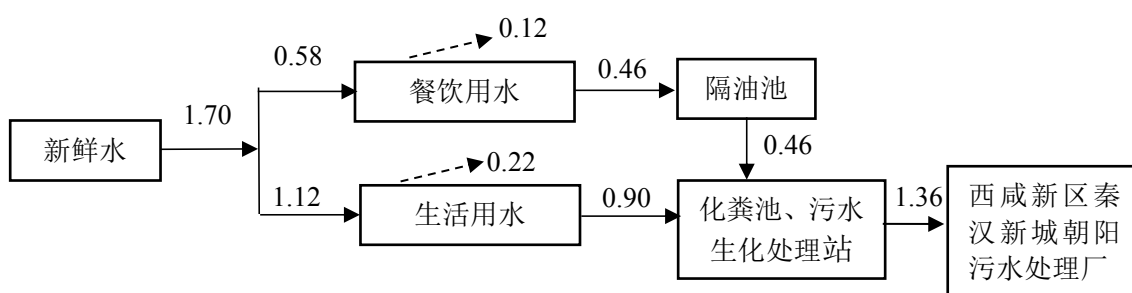 0.12
0.58
餐饮用水
0.46
隔油池
1.70
新鲜水
0.46
0.22
1.12
生活用水
0.90
化粪池、污水
生化处理站
1.36
西咸新区秦
汉新城朝阳
污水处理厂